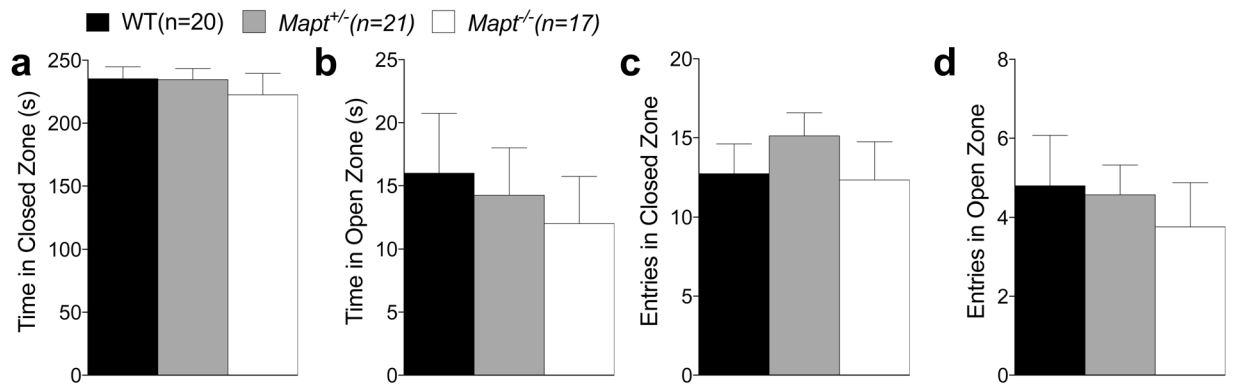 WT(n=20) Mapt+/-(n=21) Mapt-/-(n=17)
a
Time in Closed Zone (s)
250
200
150
100
50
0
b
Time in Open Zone (s)
25
20
15
10
5
0
c
Entries in Closed Zone
20
15
10
5
0
d
Entries in Open Zone
8
6
4
2
0